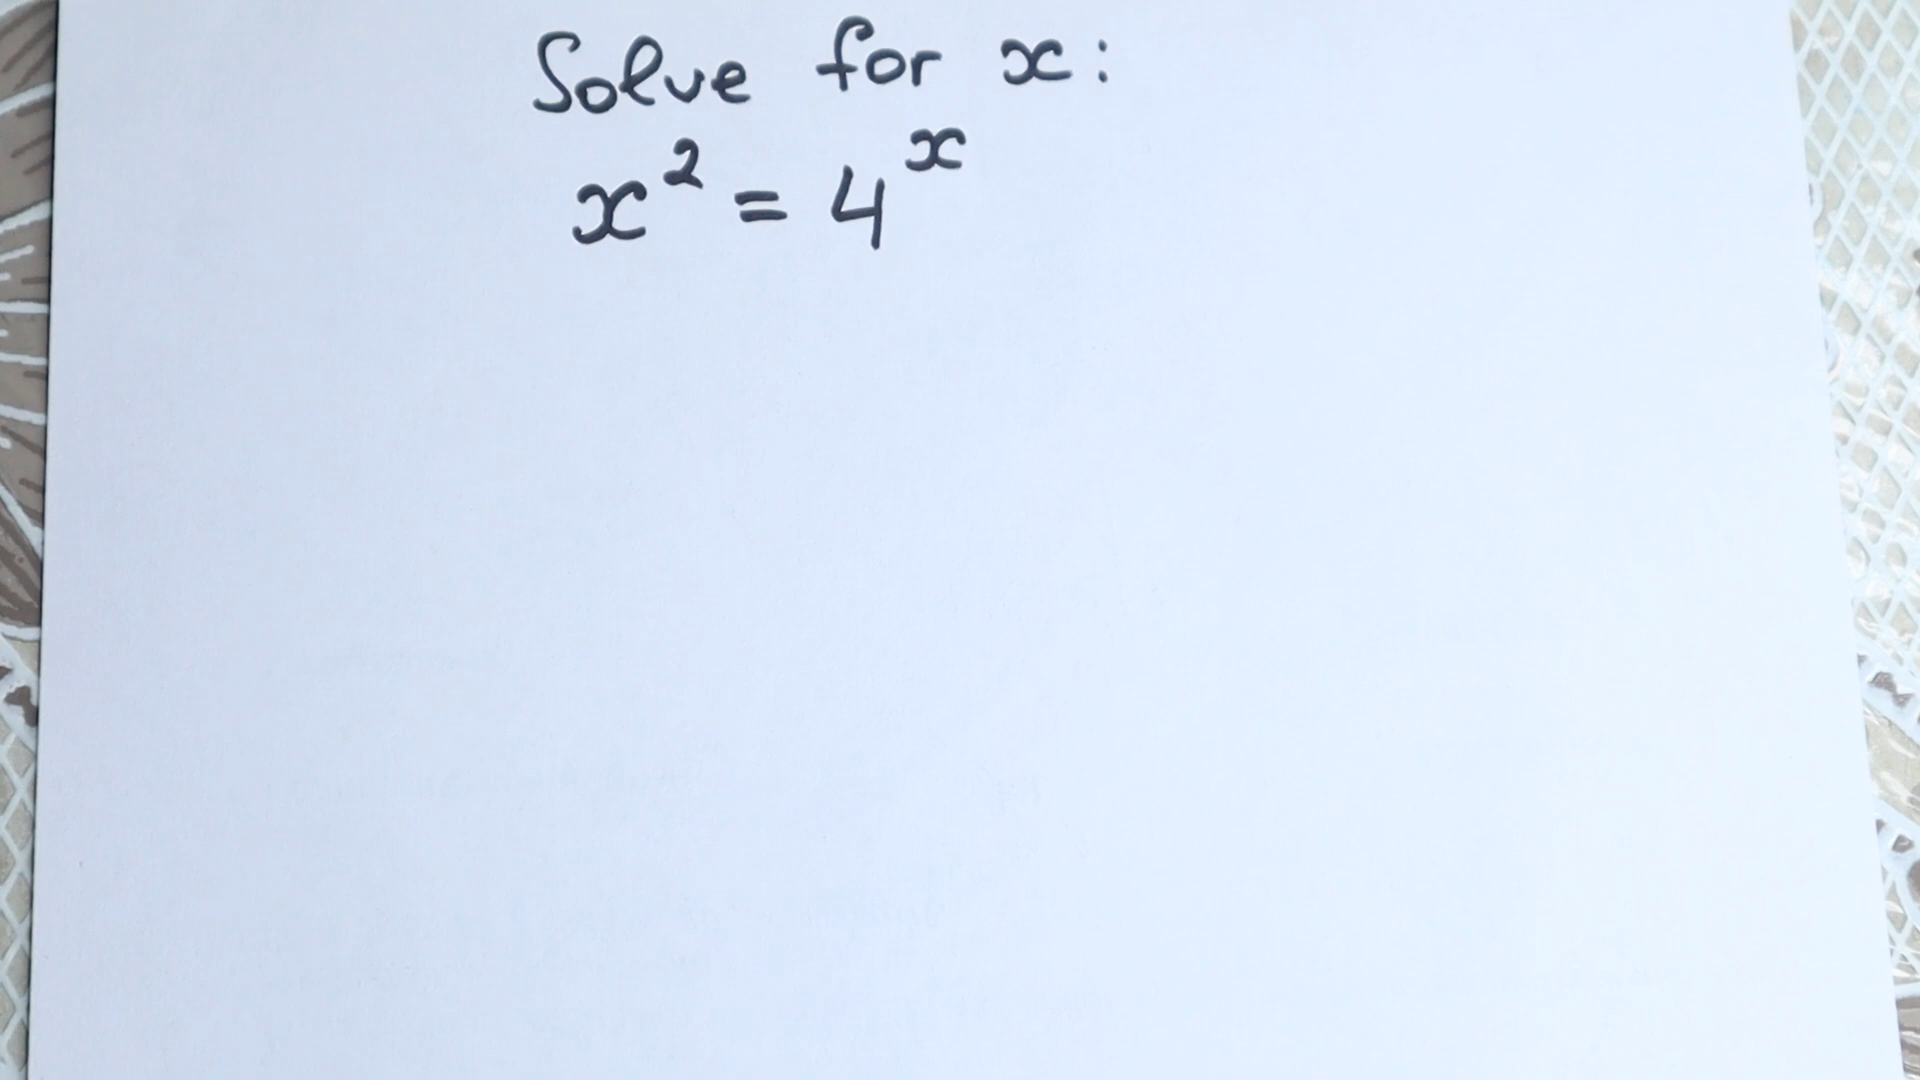 Solve for x:
x² = 4ˣ